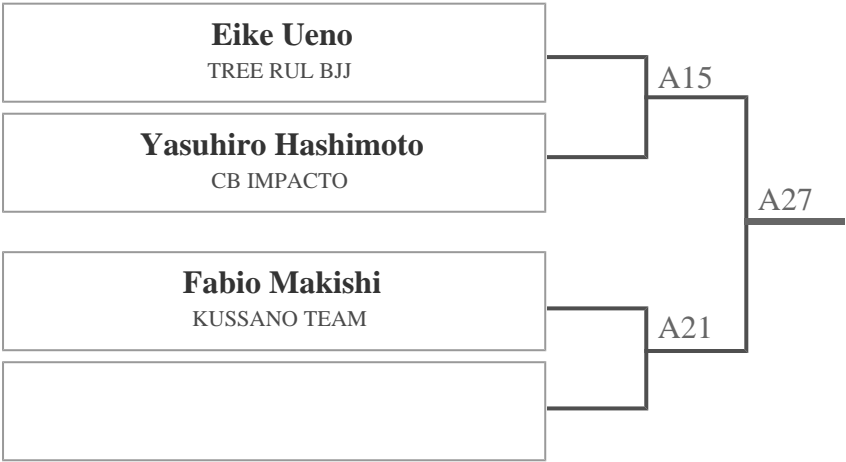 Eike Ueno
TREE RUL BJJ
A15
Yasuhiro Hashimoto
CB IMPACTO
A27
Fabio Makishi
KUSSANO TEAM
A21